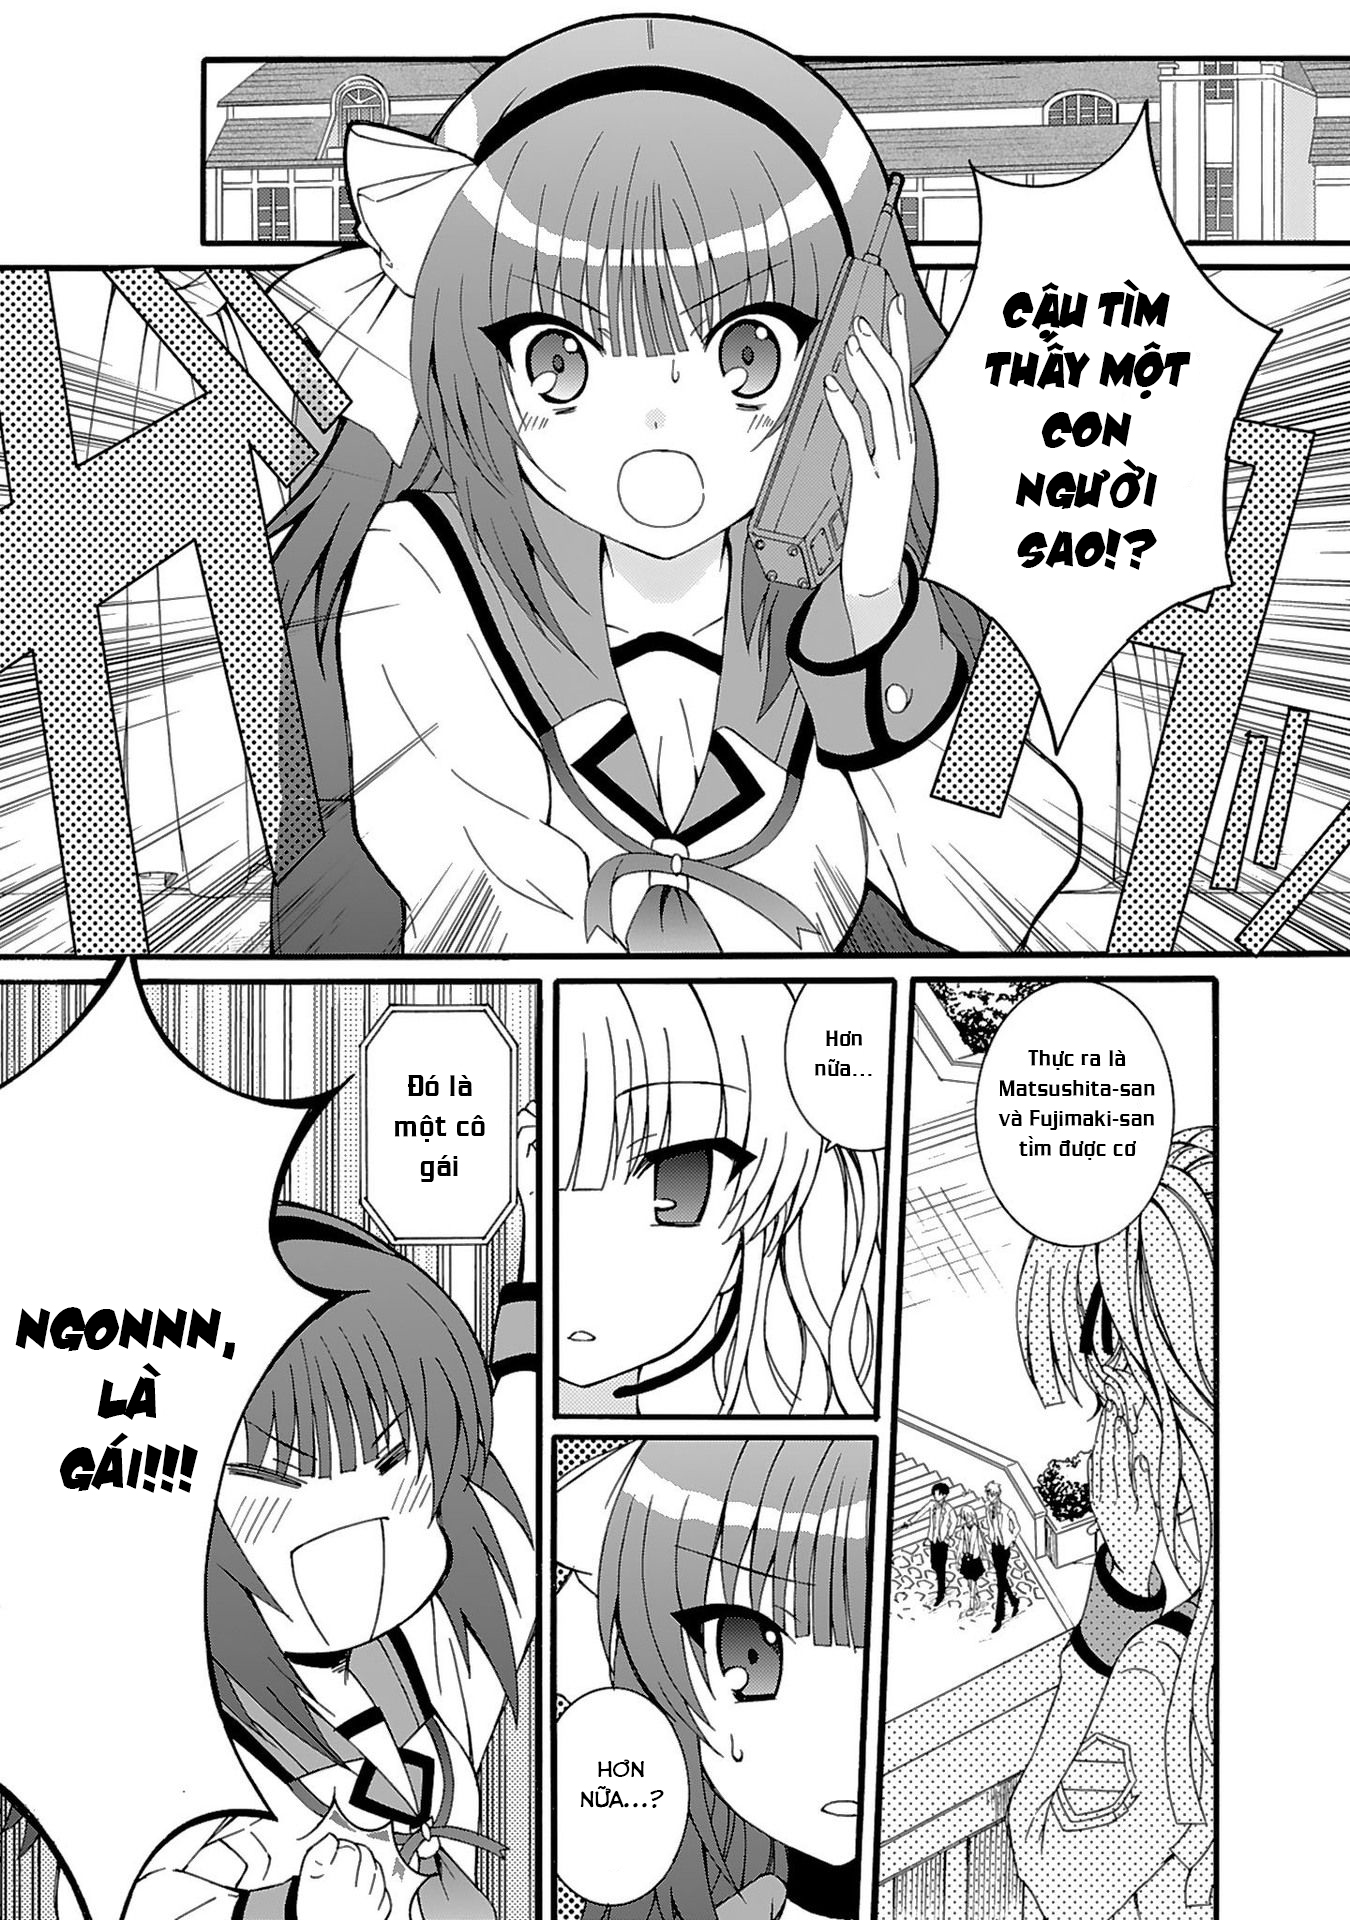 CẬU TÌM
THẤY MỘT
CON
NGƯỜI
SAO!?
Thực ra là
Matsushita-san
và Fujimaki-san
tìm được cơ
Hơn
nữa...
HƠN
NỮA...?
Đó là
một cô
gái
NGONNN,
LÀ
GÁI!!!